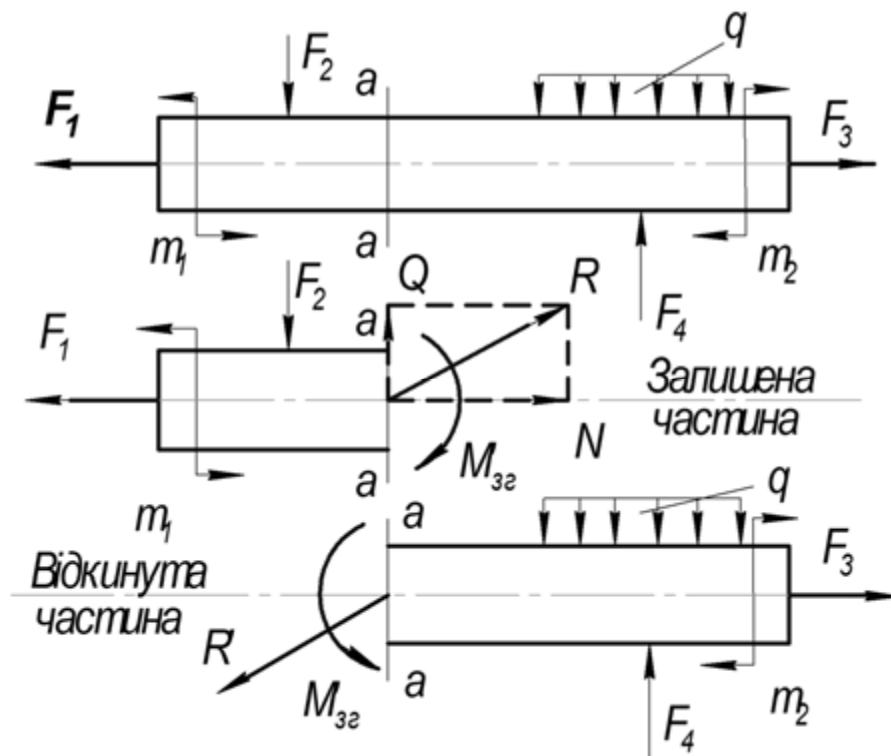 F₂
a
q
F₁
F₃
a
m₁
m₂
F₂
Q
R
F₄
a
F₁
Залишена
частина
N
Mзг
a
q
m₁
a
Відкинута
частина
F₃
R'
a
Mзг
m₂
F₄